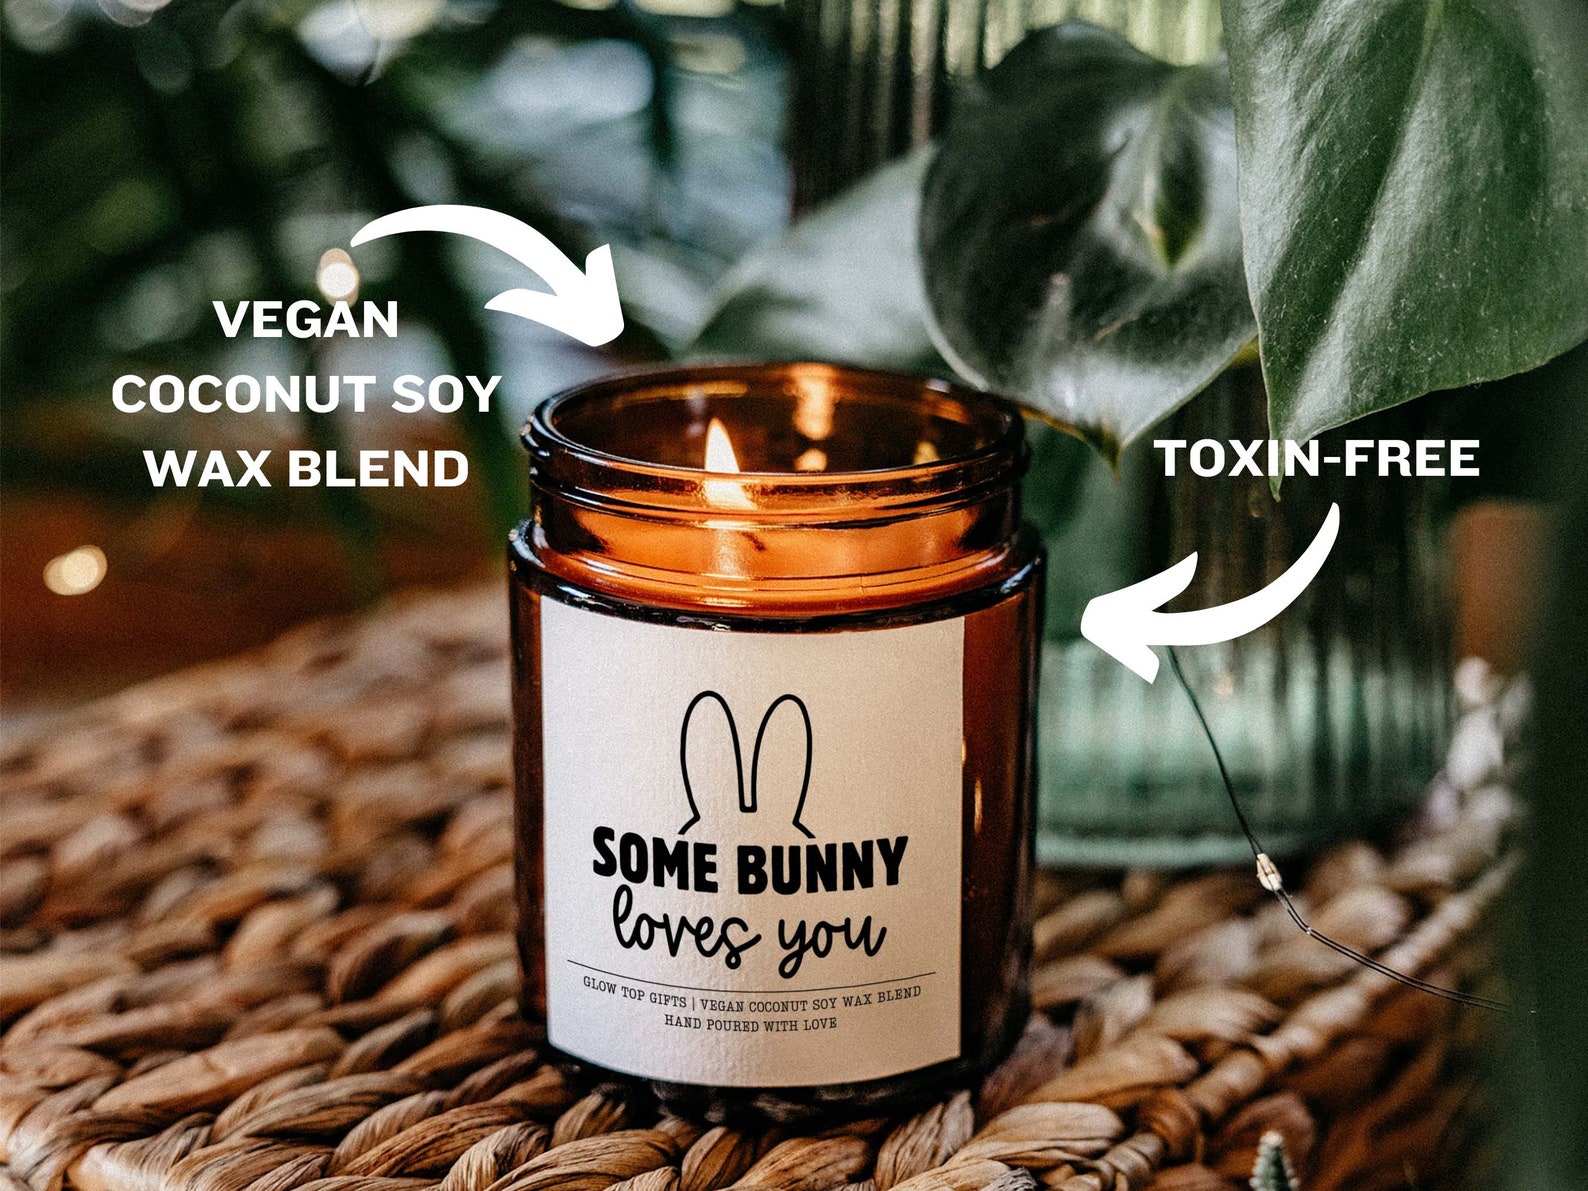 VEGAN
COCONUT SOY
WAX BLEND
TOXIN-FREE
SOME BUNNY
loves you
GLOW TOP GIFTS | VEGAN COCONUT SOY WAX BLEND
HAND POURED WITH LOVE